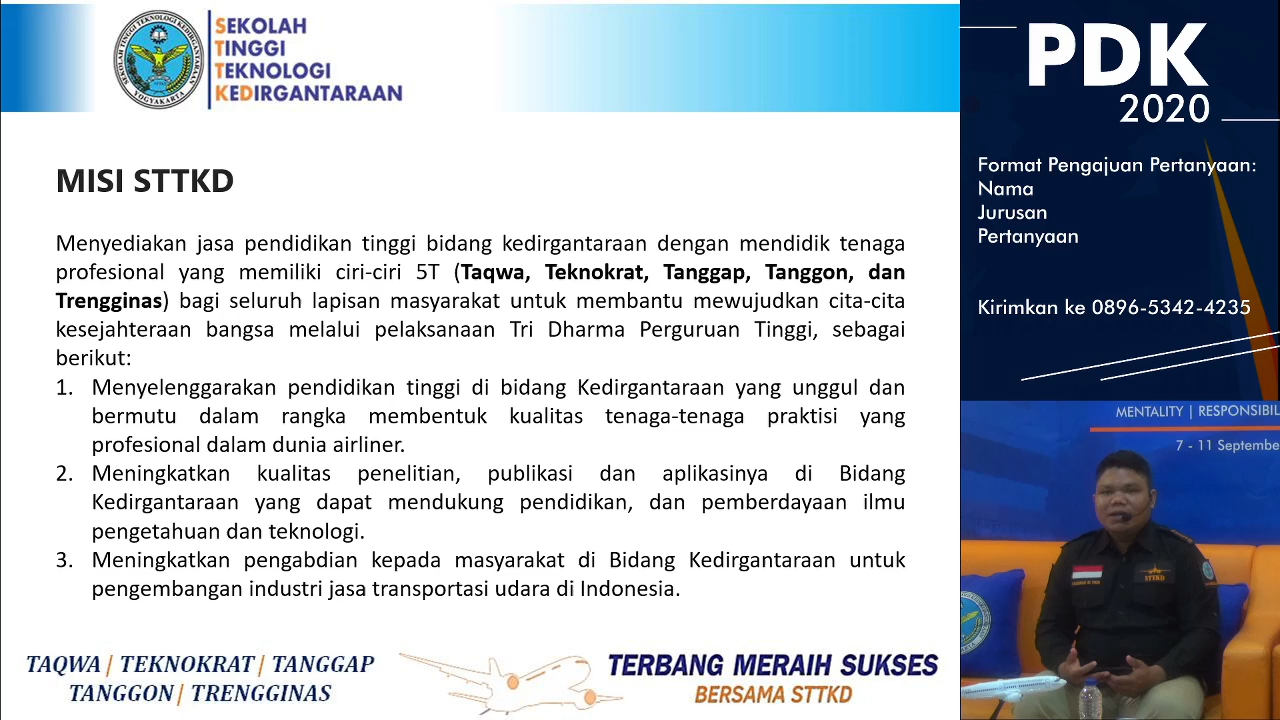 SEKOLAH
TINGGI
TEKNOLOGI
KEDIRGANTARAAN
SEKOLAH TINGGI TEKNOLOGI KEDIRGANTARAAN
YOGYAKARTA
MISI STTKD
Menyediakan jasa pendidikan tinggi bidang kedirgantaraan dengan mendidik tenaga
profesional yang memiliki ciri-ciri 5T (Taqwa, Teknokrat, Tanggap, Tanggon, dan
Trengginas) bagi seluruh lapisan masyarakat untuk membantu mewujudkan cita-cita
kesejahteraan bangsa melalui pelaksanaan Tri Dharma Perguruan Tinggi, sebagai
berikut:
1. Menyelenggarakan pendidikan tinggi di bidang Kedirgantaraan yang unggul dan
bermutu dalam rangka membentuk kualitas tenaga-tenaga praktisi yang
profesional dalam dunia airliner.
2. Meningkatkan kualitas penelitian, publikasi dan aplikasinya di Bidang
Kedirgantaraan yang dapat mendukung pendidikan, dan pemberdayaan ilmu
pengetahuan dan teknologi.
3. Meningkatkan pengabdian kepada masyarakat di Bidang Kedirgantaraan untuk
pengembangan industri jasa transportasi udara di Indonesia.
TAQWA | TEKNOKRAT | TANGGAP
TANGGON | TRENGGINAS
TERBANG MERAIH SUKSES
BERSAMA STTKD
PDK
2020
Format Pengajuan Pertanyaan:
Nama
Jurusan
Pertanyaan
Kirimkan ke 0896-5342-4235
MENTALITY | RESPONSIBIL
7 - 11 Septembe
STTKD